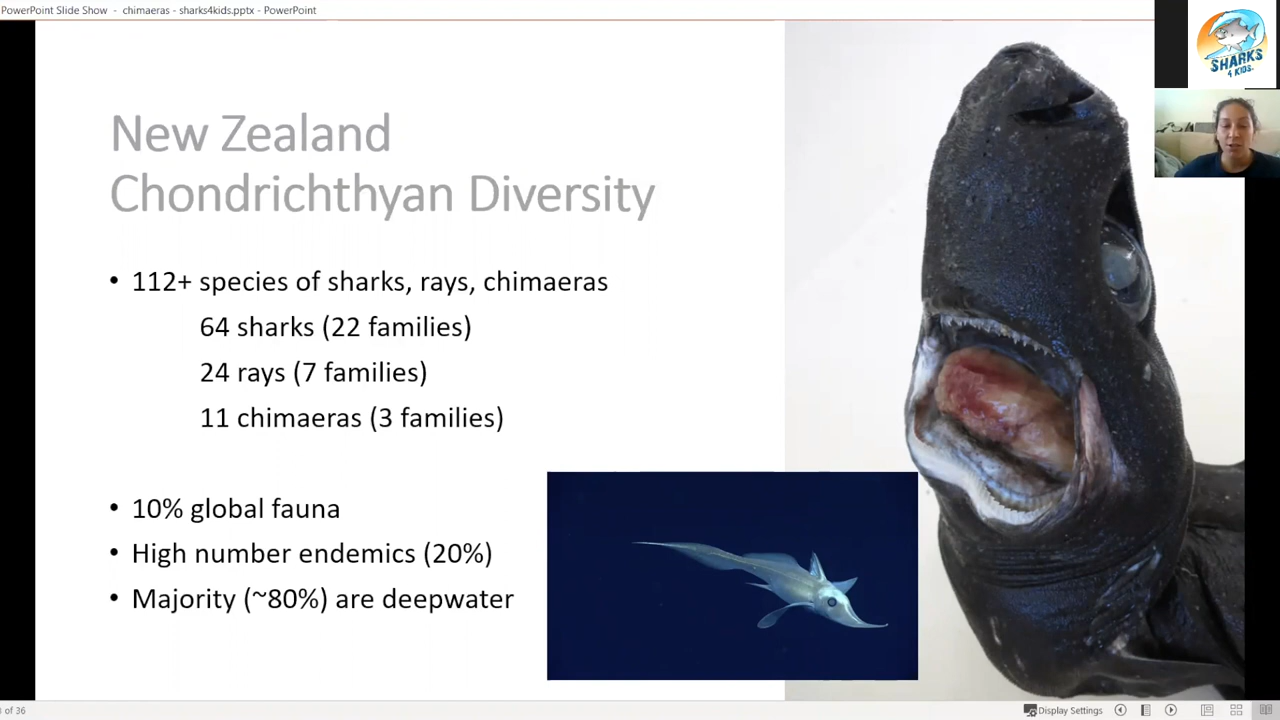 PowerPoint Slide Show - chimaeras - sharks4kids.pptx - PowerPoint
SHARKS
4 KIDS.
New Zealand
Chondrichthyan Diversity
• 112+ species of sharks, rays, chimaeras
64 sharks (22 families)
24 rays (7 families)
11 chimaeras (3 families)
• 10% global fauna
• High number endemics (20%)
• Majority (~80%) are deepwater
of 36
Display Settings